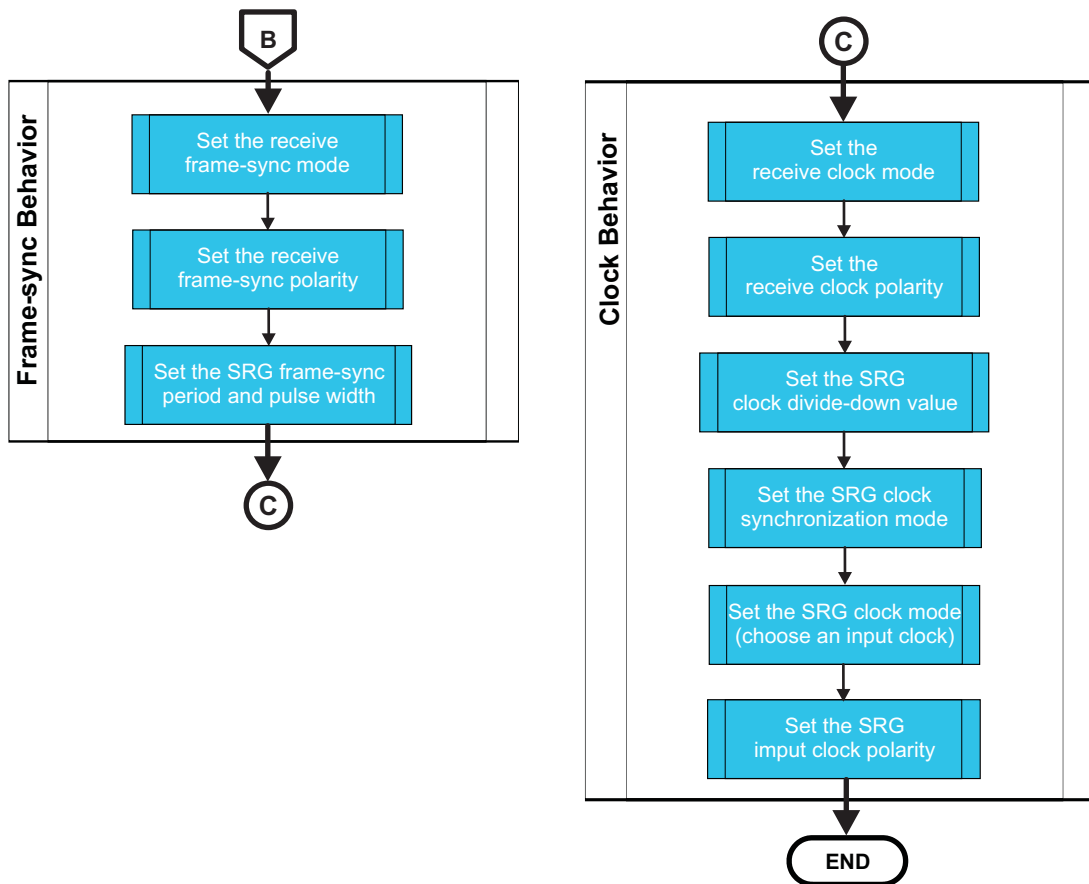 B
Frame-sync Behavior
Set the receive
frame-sync mode
Set the receive
frame-sync polarity
Set the SRG frame-sync
period and pulse width
C
C
Clock Behavior
Set the
receive clock mode
Set the
receive clock polarity
Set the SRG
clock divide-down value
Set the SRG clock
synchronization mode
Set the SRG clock mode
(choose an input clock)
Set the SRG
imput clock polarity
END